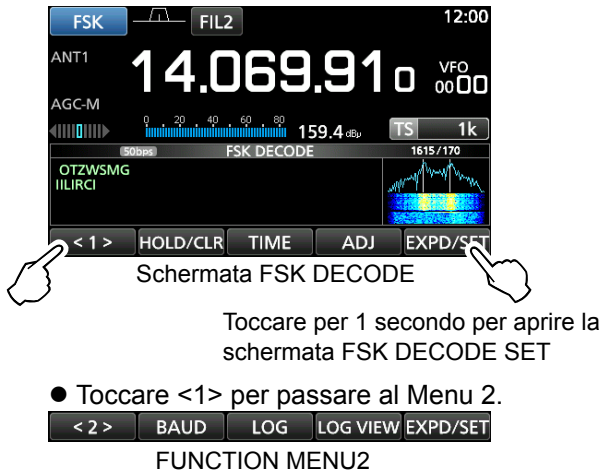 FSK FIL2 12:00
ANT1 14.069.910 VFO
00 00
AGC-M
0 20 40 60 80
159.4 dBµ TS 1k
50bps FSK DECODE 1615/170
OTZWSMG
IILIRCI
<1> HOLD/CLR TIME ADJ EXPD/SET
Schermata FSK DECODE
Toccare per 1 secondo per aprire la
schermata FSK DECODE SET
● Toccare <1> per passare al Menu 2.
<2> BAUD LOG LOG VIEW EXPD/SET
FUNCTION MENU2